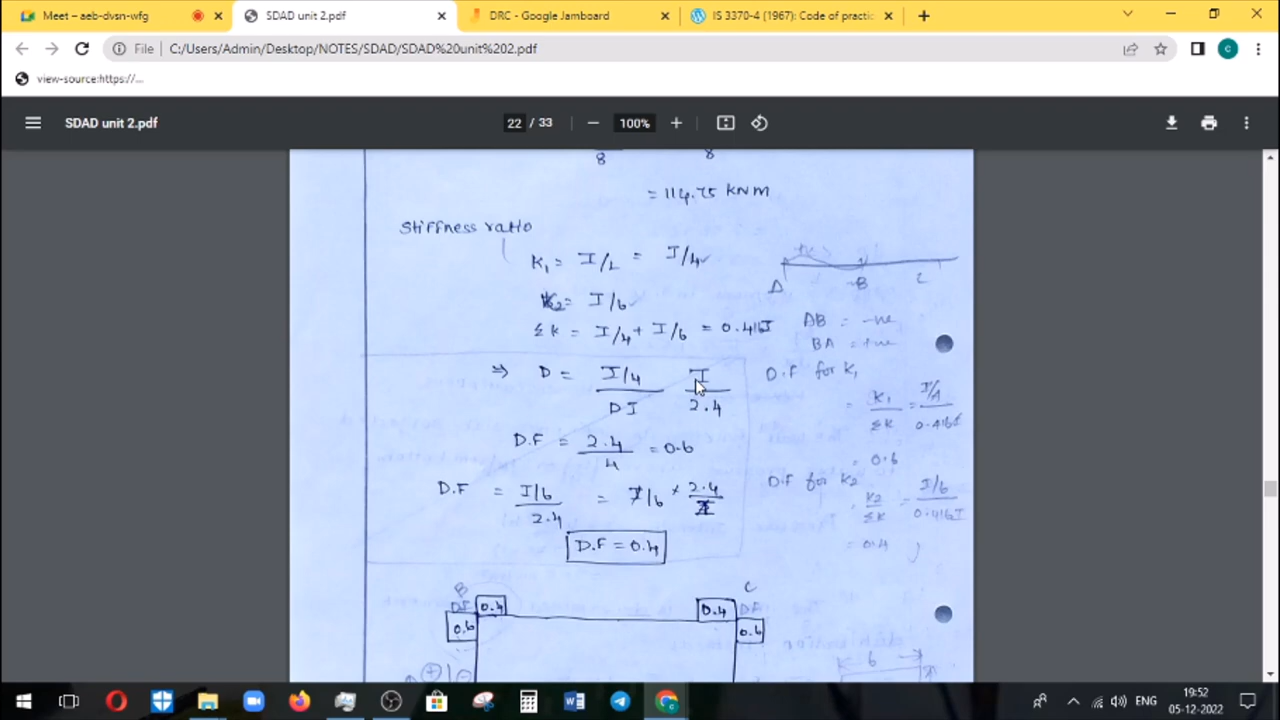 Meet – aeb-dvsn-wfg
SDAD unit 2.pdf
DRC - Google Jamboard
IS 3370-4 (1967): Code of practic
File C:/Users/Admin/Desktop/NOTES/SDAD/SDAD%20unit%202.pdf
c
view-source:https://...
SDAD unit 2.pdf
22 / 33
100%
8 8
= 114.75 kNm
Stiffness ratio
K1 = I/L = I/4
K2 = I/6
ΣK = I/4 + I/6 = 0.416I
A B C
AB = -ve
BA = +ve
⇒ D = I/4 / DI I / 2.4
D.F = 2.4 / 4 = 0.6
D.F = I/6 / 2.4 = I/6 × 2.4 / I
D.F = 0.4
D.F for K1
= K1 / ΣK = I/4 / 0.416I
= 0.6
D.F for K2
= K2 / ΣK = I/6 / 0.416I
= 0.4
B C
DF 0.4 0.4 DF
0.6 0.6
6
ENG
19:52
05-12-2022